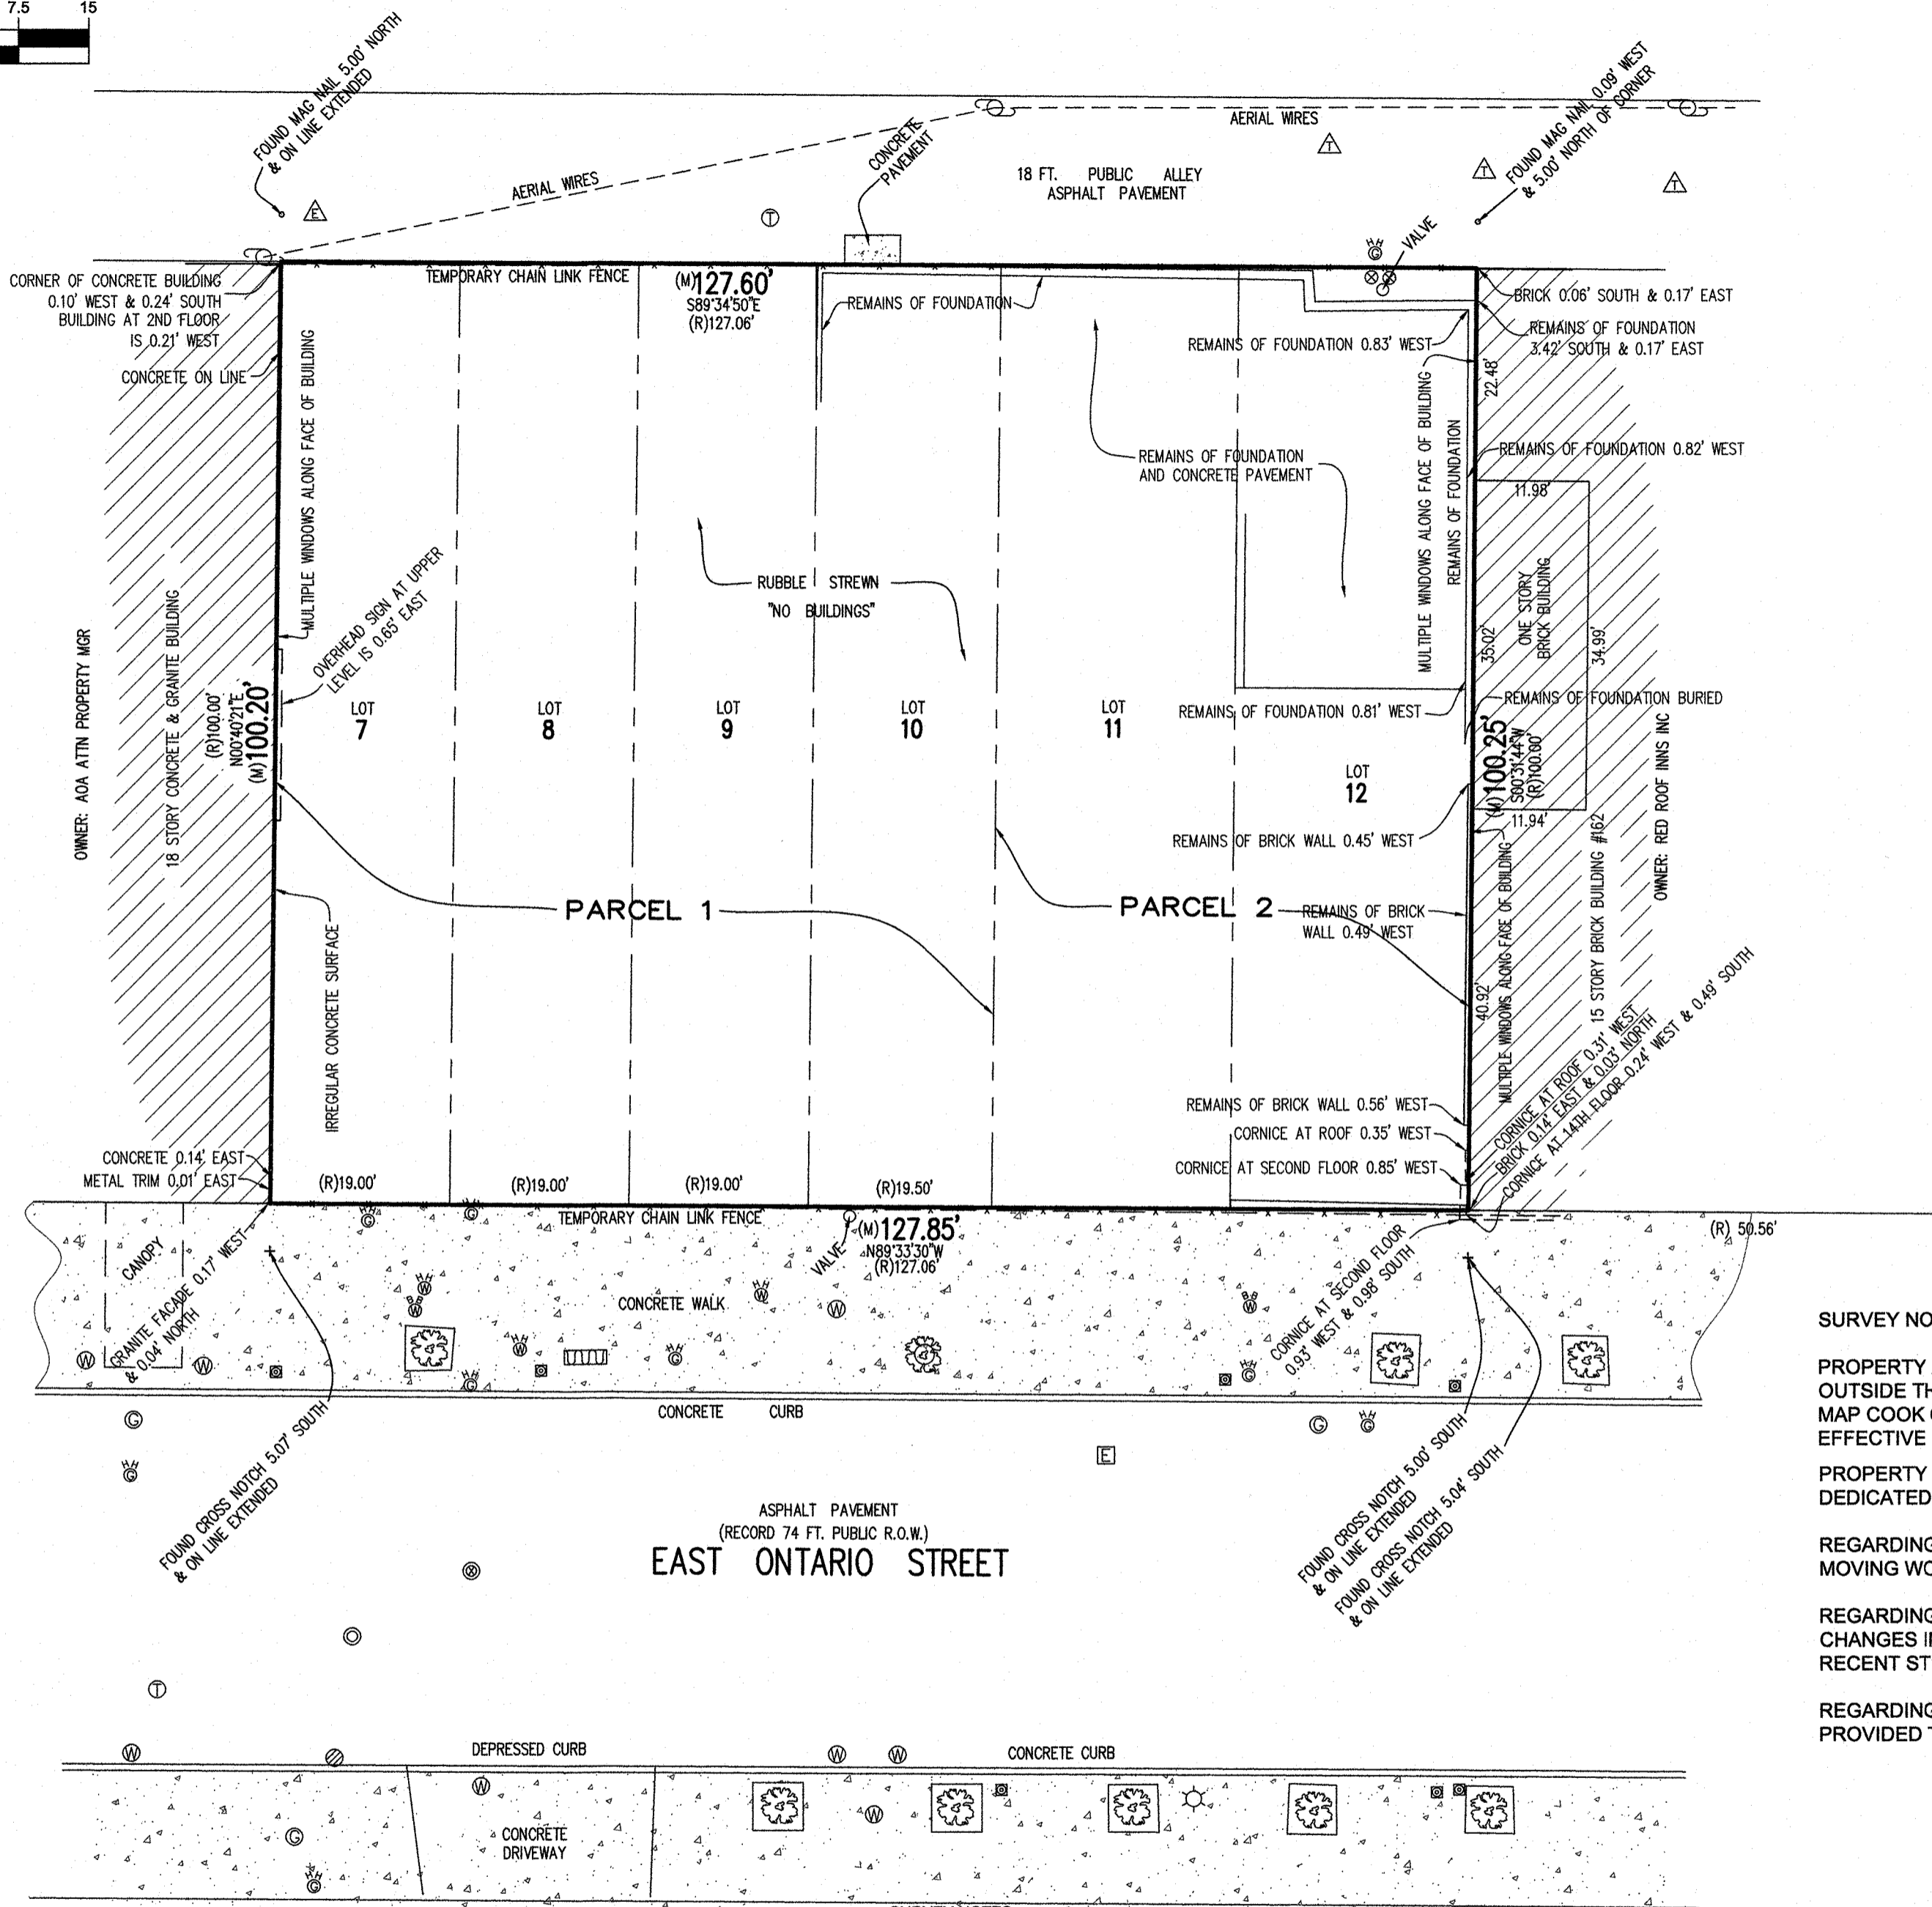 7.5 15
FOUND MAG NAIL 5.00' NORTH
& ON LINE EXTENDED
AERIAL WIRES
CONCRETE
PAVEMENT
AERIAL WIRES
18 FT. PUBLIC ALLEY
ASPHALT PAVEMENT
FOUND MAG NAIL 0.09' WEST
& 5.00' NORTH OF CORNER
E
T
T
T
T
HH
G
VALVE
CORNER OF CONCRETE BUILDING
0.10' WEST & 0.24' SOUTH
BUILDING AT 2ND FLOOR
IS 0.21' WEST
CONCRETE ON LINE
TEMPORARY CHAIN LINK FENCE
(M)127.60'
S89°34'50"E
(R)127.06'
REMAINS OF FOUNDATION
BRICK 0.06' SOUTH & 0.17' EAST
REMAINS OF FOUNDATION
3.42' SOUTH & 0.17' EAST
REMAINS OF FOUNDATION 0.83' WEST
22.48'
MULTIPLE WINDOWS ALONG FACE OF BUILDING
MULTIPLE WINDOWS ALONG FACE OF BUILDING
REMAINS OF FOUNDATION
REMAINS OF FOUNDATION 0.82' WEST
REMAINS OF FOUNDATION
AND CONCRETE PAVEMENT
11.98'
ONE STORY
BRICK BUILDING
35.02'
34.99'
RUBBLE STREWN
"NO BUILDINGS"
OVERHEAD SIGN AT UPPER
LEVEL IS 0.65' EAST
OWNER: AOA ATTN PROPERTY MGR
18 STORY CONCRETE & GRANITE BUILDING
(R)100.00'
N00°40'21"E
(M)100.20'
LOT
7
LOT
8
LOT
9
LOT
10
LOT
11
LOT
12
REMAINS OF FOUNDATION 0.81' WEST
REMAINS OF FOUNDATION BURIED
(M)100.25'
S00°31'44"W
(R)100.00'
11.94'
OWNER: RED ROOF INNS INC
15 STORY BRICK BUILDING #162
REMAINS OF BRICK WALL 0.45' WEST
PARCEL 1
PARCEL 2
REMAINS OF BRICK
WALL 0.49' WEST
IRREGULAR CONCRETE SURFACE
MULTIPLE WINDOWS ALONG FACE OF BUILDING
40.92'
REMAINS OF BRICK WALL 0.56' WEST
CORNICE AT ROOF 0.35' WEST
CORNICE AT SECOND FLOOR 0.85' WEST
CORNICE AT ROOF 0.31' WEST
BRICK 0.14' EAST & 0.03' NORTH
CORNICE AT 14TH FLOOR 0.24' WEST & 0.49' SOUTH
CONCRETE 0.14' EAST
METAL TRIM 0.01' EAST
(R)19.00'
(R)19.00'
(R)19.00'
(R)19.50'
TEMPORARY CHAIN LINK FENCE
(M)127.85'
N89°33'30"W
(R)127.06'
VALVE
(R) 50.56'
CANOPY
GRANITE FACADE 0.17' WEST
& 0.04' NORTH
CONCRETE WALK
CORNICE AT SECOND FLOOR
0.93' WEST & 0.98' SOUTH
CONCRETE CURB
FOUND CROSS NOTCH 5.07' SOUTH
& ON LINE EXTENDED
E
FOUND CROSS NOTCH 5.00' SOUTH
& ON LINE EXTENDED
FOUND CROSS NOTCH 5.04' SOUTH
& ON LINE EXTENDED
ASPHALT PAVEMENT
(RECORD 74 FT. PUBLIC R.O.W.)
EAST ONTARIO STREET
SURVEY NO
PROPERTY
OUTSIDE TH
MAP COOK
EFFECTIVE
PROPERTY
DEDICATED
REGARDING
MOVING WO
REGARDING
CHANGES I
RECENT ST
REGARDING
PROVIDED T
T
DEPRESSED CURB
CONCRETE CURB
CONCRETE
DRIVEWAY